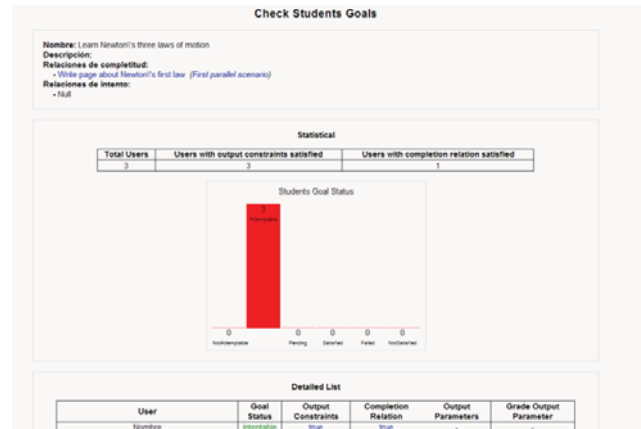 Check Students Goals
Nombre: Learn Newton\'s three laws of motion
Descripción:
Relaciones de completitud:
- Write page about Newton\'s first law (First parallel scenario)
Relaciones de intento:
- Null
Statistical
Total Users Users with output constraints satisfied Users with completion relation satisfied
3 3 1
Students Goal Status
3
Attemptable
0 0 0 0 0
NotAttemptable Pending Satisfied Failed NotSatisfied
Detailed List
User Goal Status Output Constraints Completion Relation Output Parameters Grade Output Parameter
Nombre Intentable true true - -